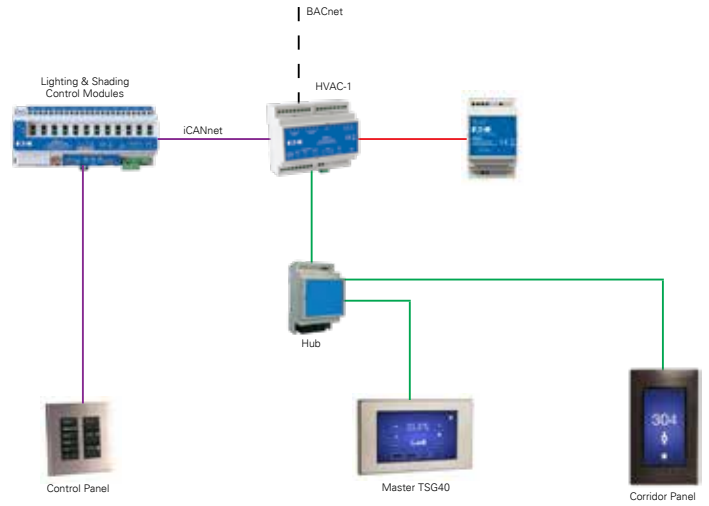 BACnet
Lighting & Shading
Control Modules
HVAC-1
iCANnet
Hub
304
Control Panel
Master TSG40
Corridor Panel